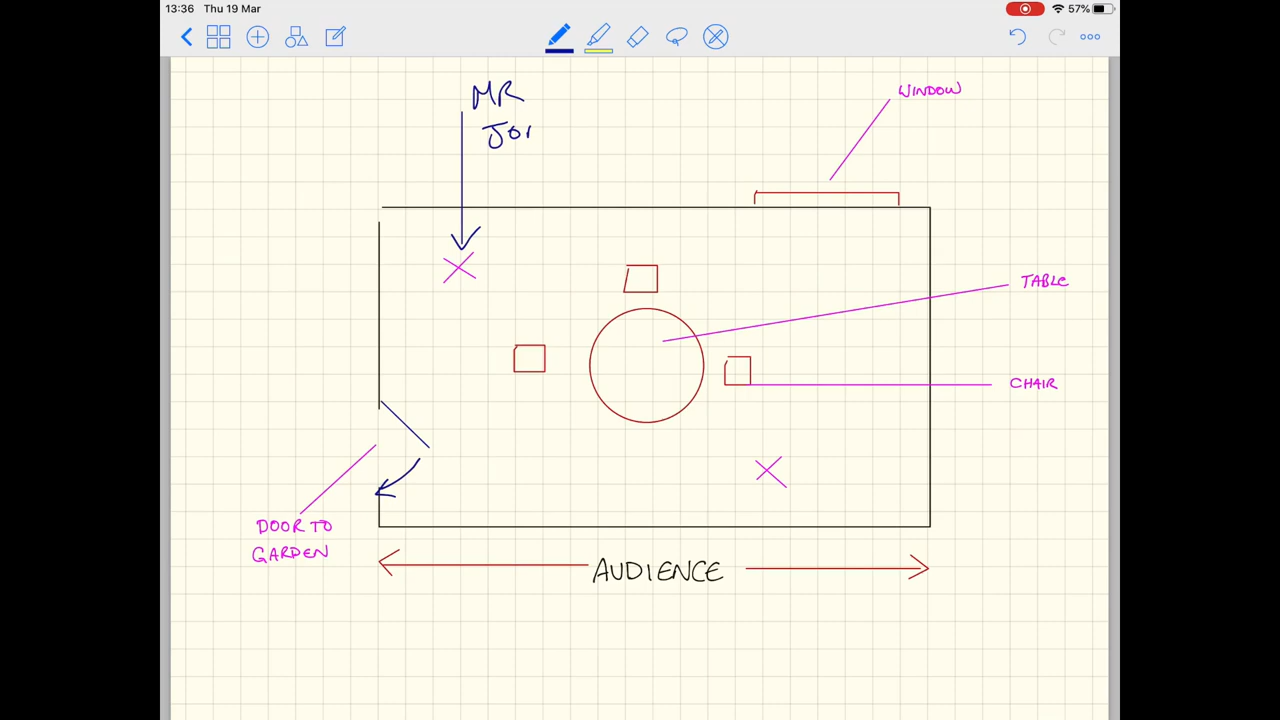 13:36 Thu 19 Mar
57%
MR
WINDOW
TABLE
CHAIR
DOOR TO
GARDEN
AUDIENCE